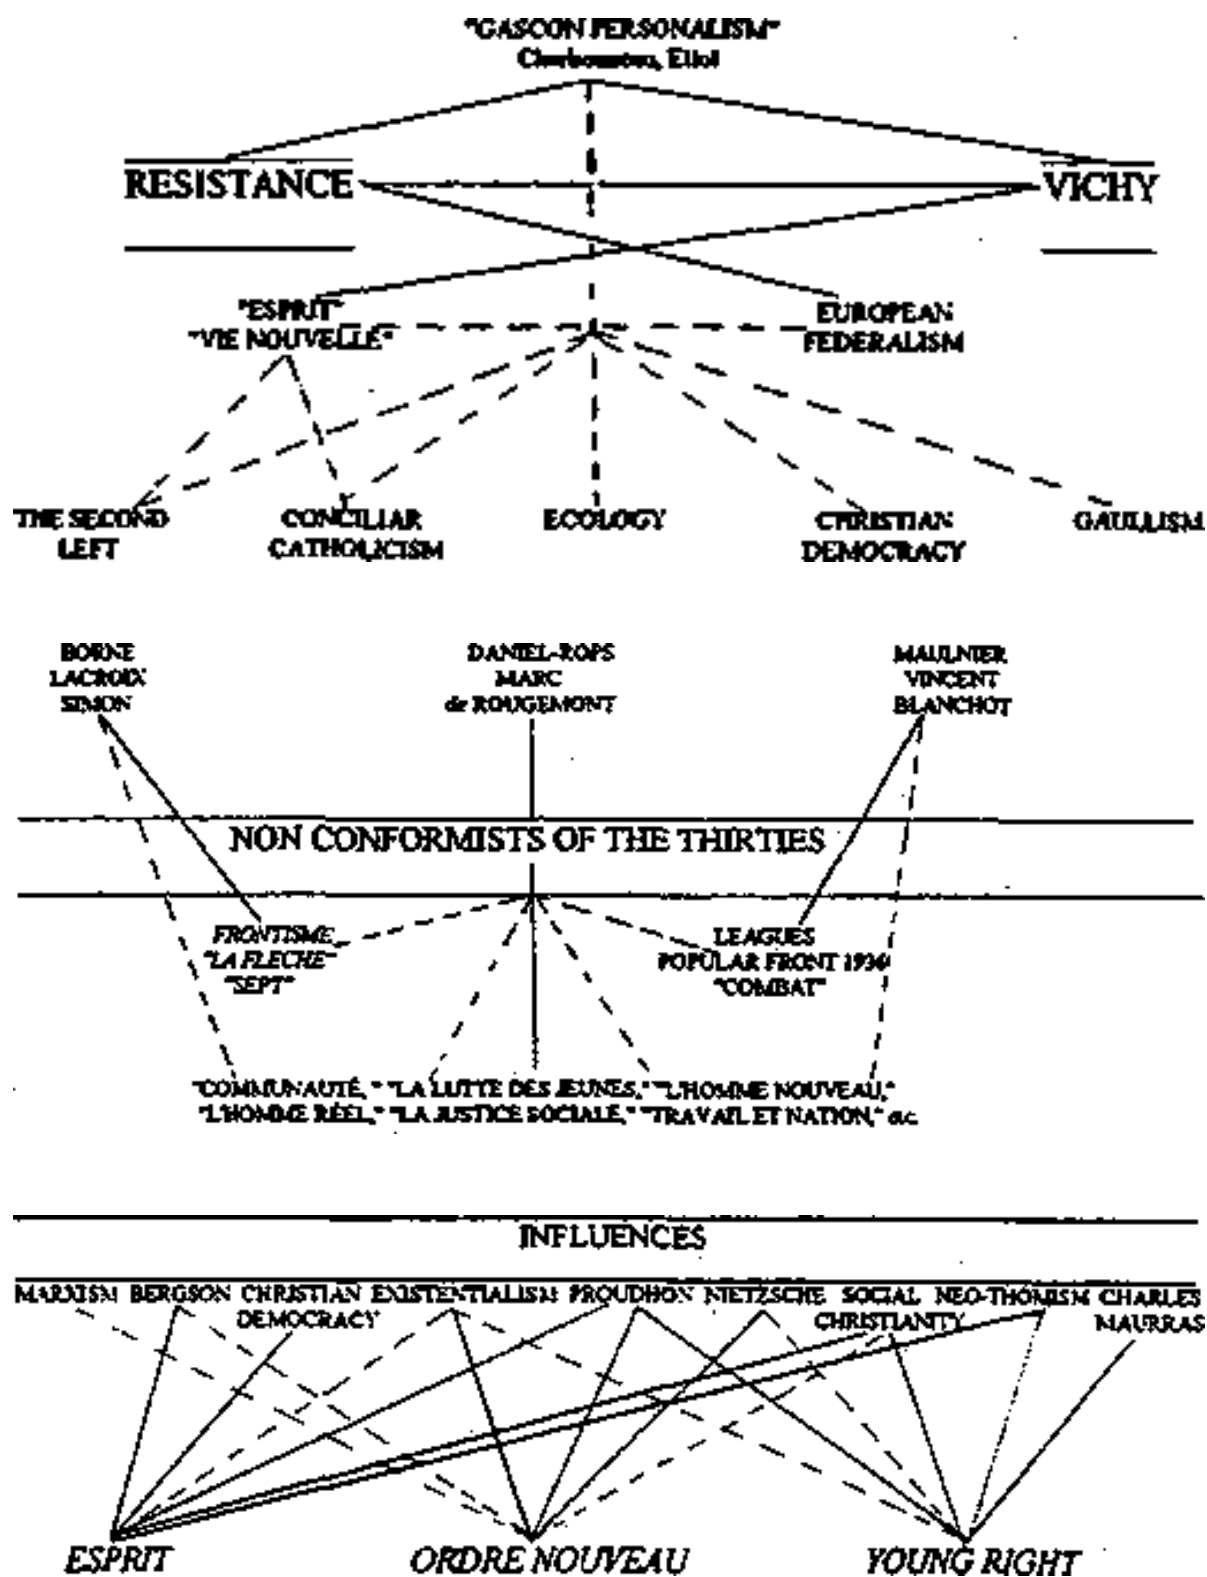 "GASCON PERSONALISM"
Charbonneau, Ellul
RESISTANCE
VICHY
"ESPRIT"
"VIE NOUVELLE"
EUROPEAN
FEDERALISM
THE SECOND
LEFT
CONCILIAR
CATHOLICISM
ECOLOGY
CHRISTIAN
DEMOCRACY
GAULLISM
BORNE
LACROIX
SIMON
DANIEL-ROPS
MARC
de ROUGEMONT
MAULNIER
VINCENT
BLANCHOT
NON CONFORMISTS OF THE THIRTIES
FRONTISME
"LA FLECHE"
"SEPT"
LEAGUES
POPULAR FRONT 1936
"COMBAT"
"COMMUNAUTÉ," "LA LUTTE DES JEUNES," "L'HOMME NOUVEAU,"
"L'HOMME RÉEL," "LA JUSTICE SOCIALE," "TRAVAIL ET NATION," etc.
INFLUENCES
MARXISM
BERGSON
CHRISTIAN
DEMOCRACY
EXISTENTIALISM
PROUDHON
NIETZSCHE
SOCIAL
CHRISTIANITY
NEO-THOMISM
CHARLES
MAURRAS
ESPRIT
ORDRE NOUVEAU
YOUNG RIGHT